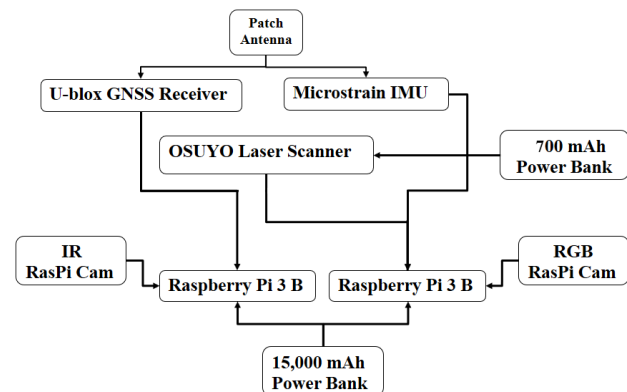 Patch
Antenna
U-blox GNSS Receiver
Microstrain IMU
OSUYO Laser Scanner
700 mAh
Power Bank
IR
RasPi Cam
Raspberry Pi 3 B
Raspberry Pi 3 B
RGB
RasPi Cam
15,000 mAh
Power Bank